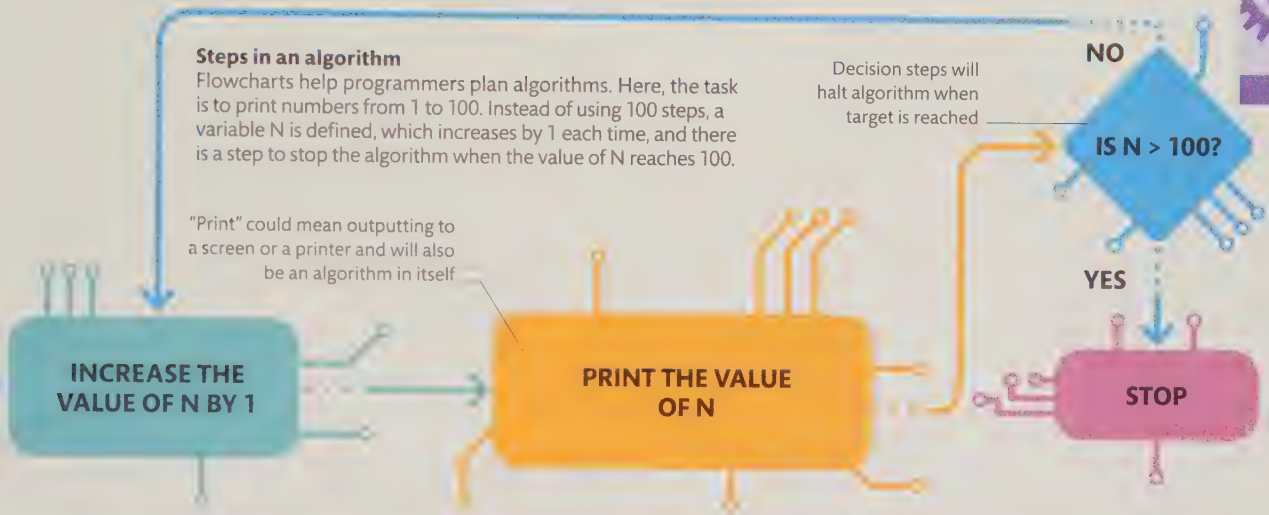 Steps in an algorithm
Flowcharts help programmers plan algorithms. Here, the task
is to print numbers from 1 to 100. Instead of using 100 steps, a
variable N is defined, which increases by 1 each time, and there
is a step to stop the algorithm when the value of N reaches 100.
"Print" could mean outputting to
a screen or a printer and will also
be an algorithm in itself
Decision steps will
halt algorithm when
target is reached
INCREASE THE
VALUE OF N BY 1
PRINT THE VALUE
OF N
IS N > 100?
NO
YES
STOP